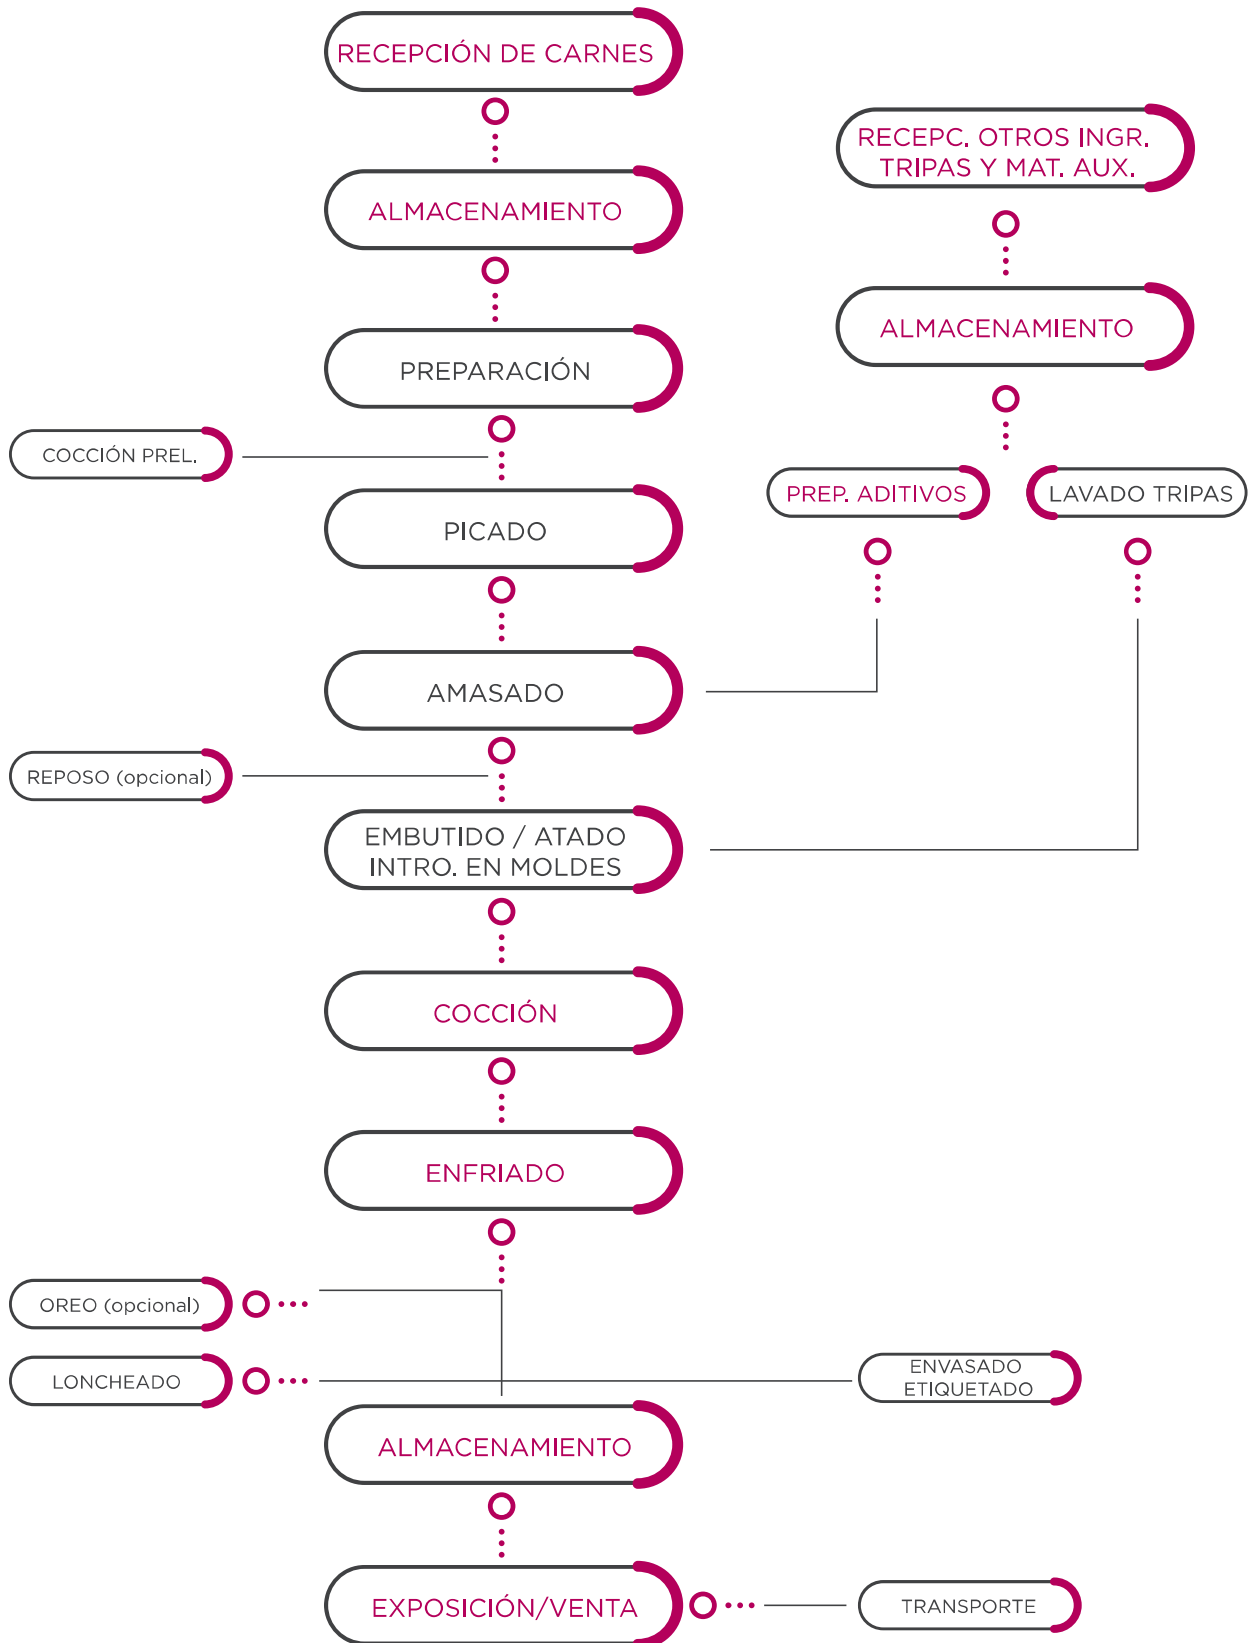 RECEPCIÓN DE CARNES
RECEPC. OTROS INGR.
TRIPAS Y MAT. AUX.
ALMACENAMIENTO
ALMACENAMIENTO
PREPARACIÓN
COCCIÓN PREL.
PREP. ADITIVOS
LAVADO TRIPAS
PICADO
AMASADO
REPOSO (opcional)
EMBUTIDO / ATADO
INTRO. EN MOLDES
COCCIÓN
ENFRIADO
OREO (opcional)
LONCHEADO
ENVASADO
ETIQUETADO
ALMACENAMIENTO
EXPOSICIÓN/VENTA
TRANSPORTE